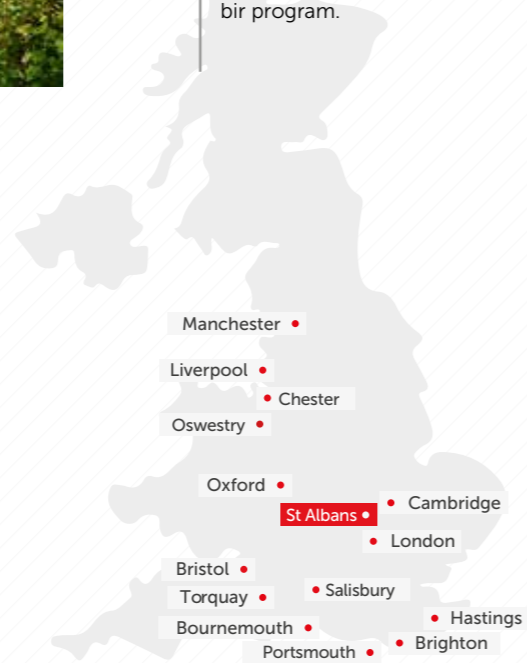 bir program.
Manchester
Liverpool
Chester
Oswestry
Oxford
Cambridge
St Albans
London
Bristol
Salisbury
Torquay
Hastings
Bournemouth
Brighton
Portsmouth